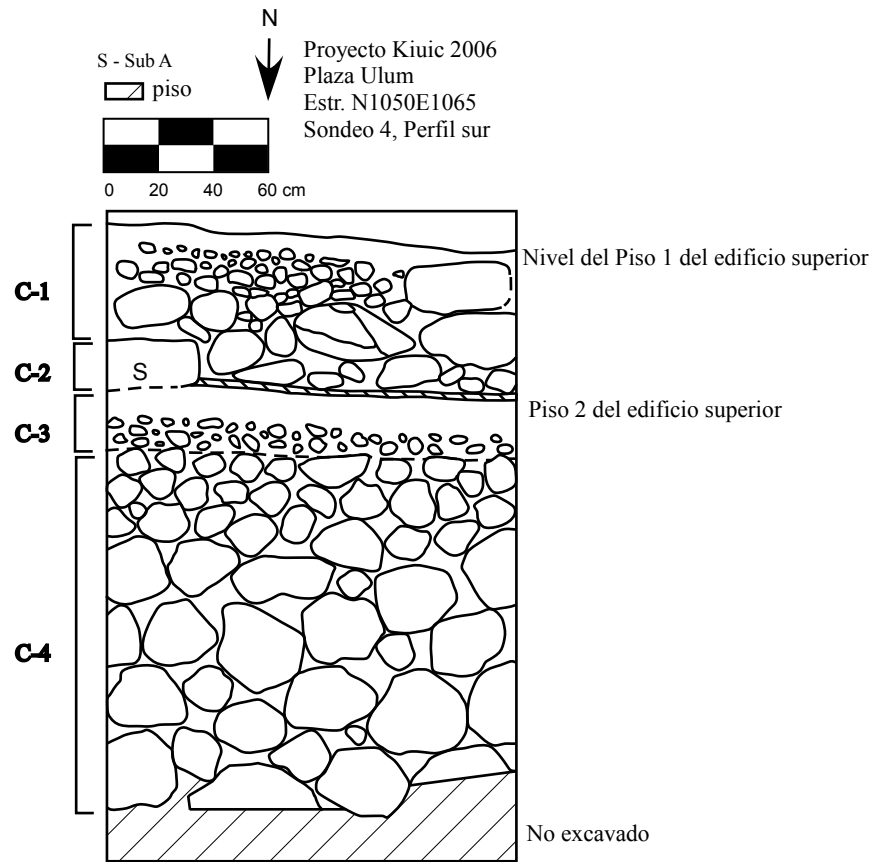 N
S - Sub A
piso
Proyecto Kiuic 2006
Plaza Ulum
Estr. N1050E1065
Sondeo 4, Perfil sur
0 20 40 60 cm
Nivel del Piso 1 del edificio superior
C-1
C-2
S
Piso 2 del edificio superior
C-3
C-4
No excavado